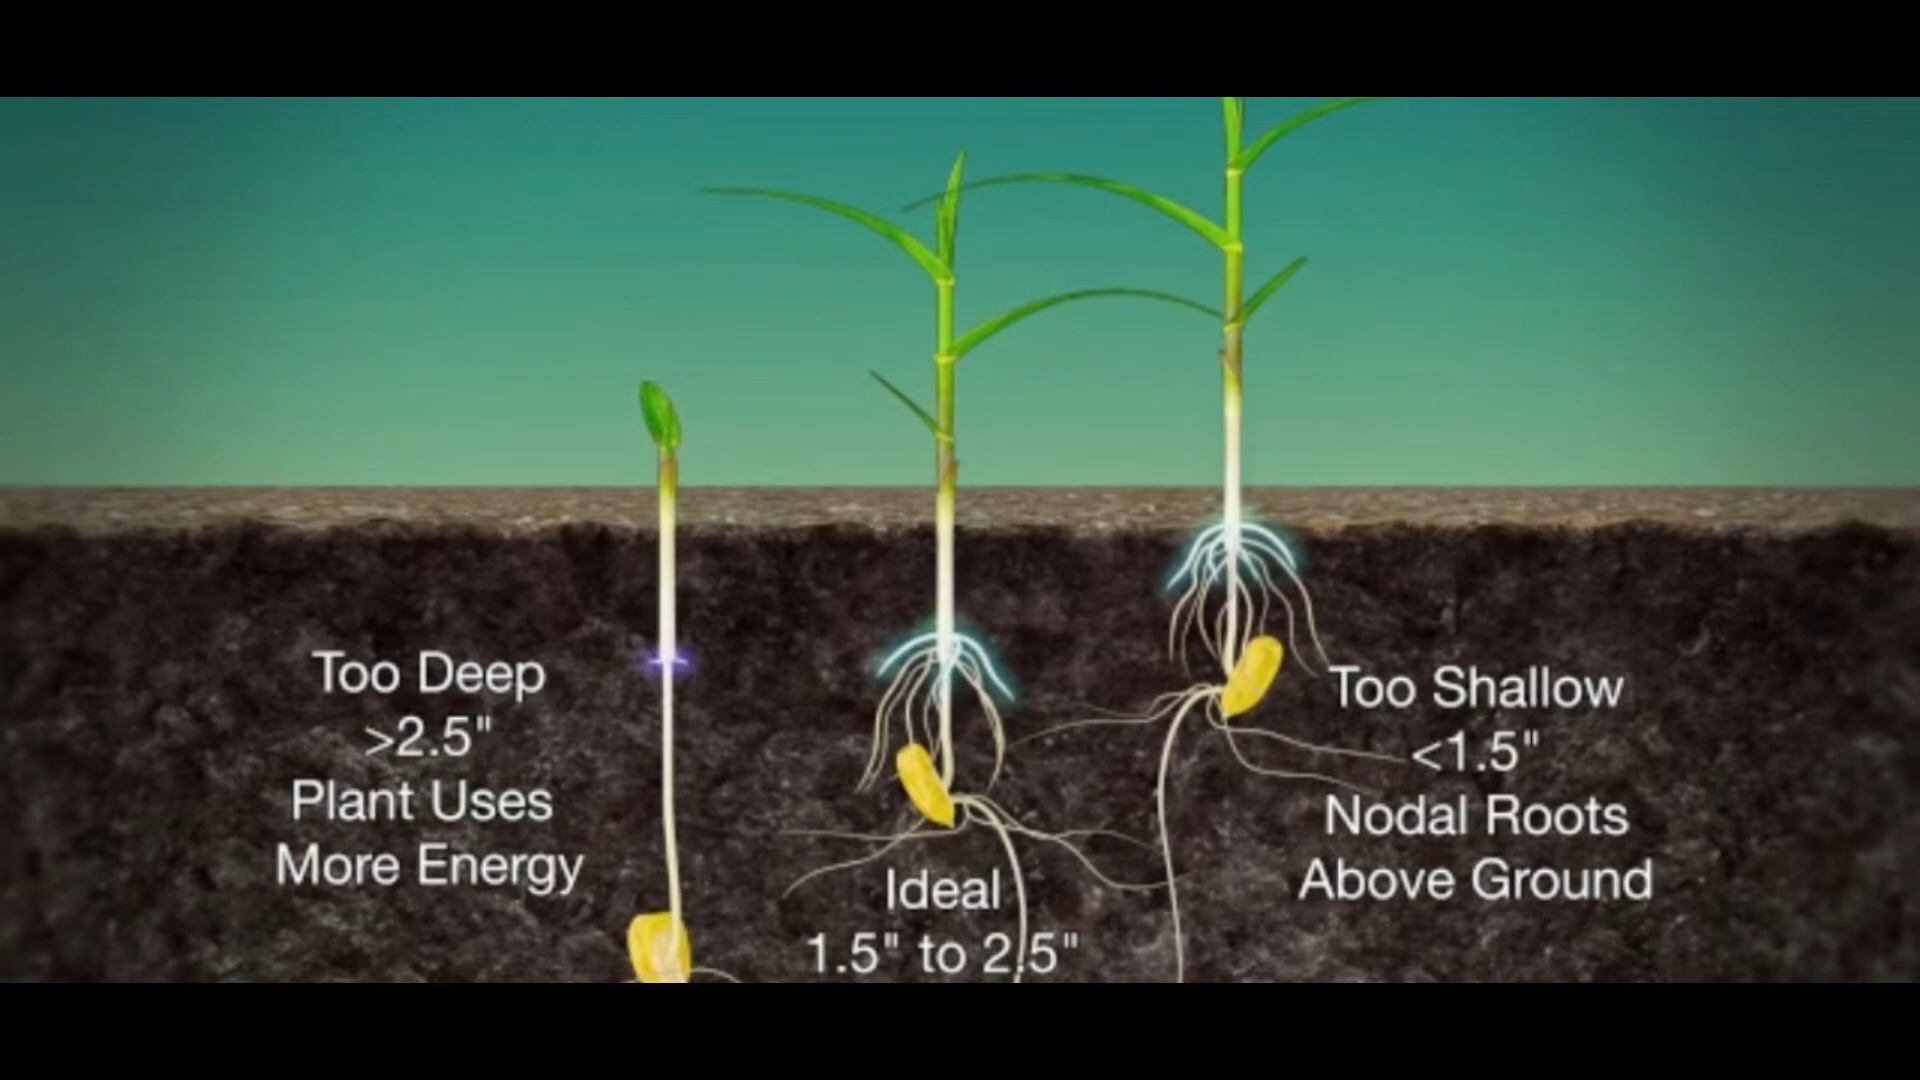 Too Deep
>2.5"
Plant Uses
More Energy
Ideal
1.5" to 2.5"
Too Shallow
<1.5"
Nodal Roots
Above Ground